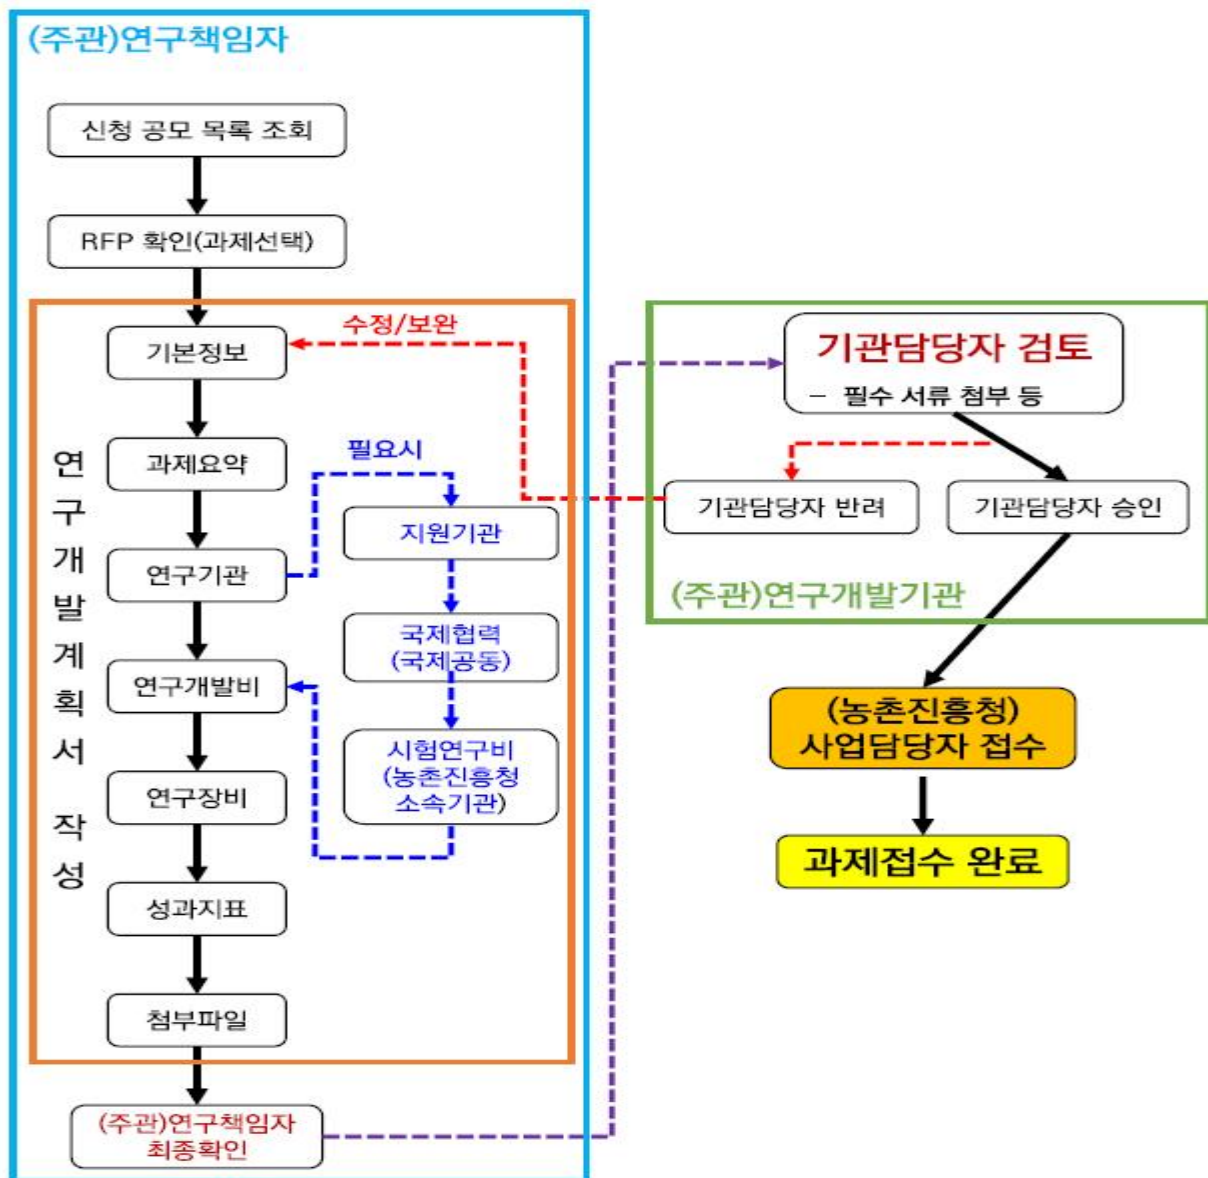 (주관)연구책임자
신청 공모 목록 조회
RFP 확인(과제선택)
연구개발계획서 작성
기본정보
과제요약
연구기관
연구개발비
연구장비
성과지표
첨부파일
수정/보완
필요시
지원기관
국제협력
(국제공동)
시험연구비
(농촌진흥청
소속기관)
(주관)연구책임자
최종확인
기관담당자 검토
– 필수 서류 첨부 등
기관담당자 반려
기관담당자 승인
(주관)연구개발기관
(농촌진흥청)
사업담당자 접수
과제접수 완료